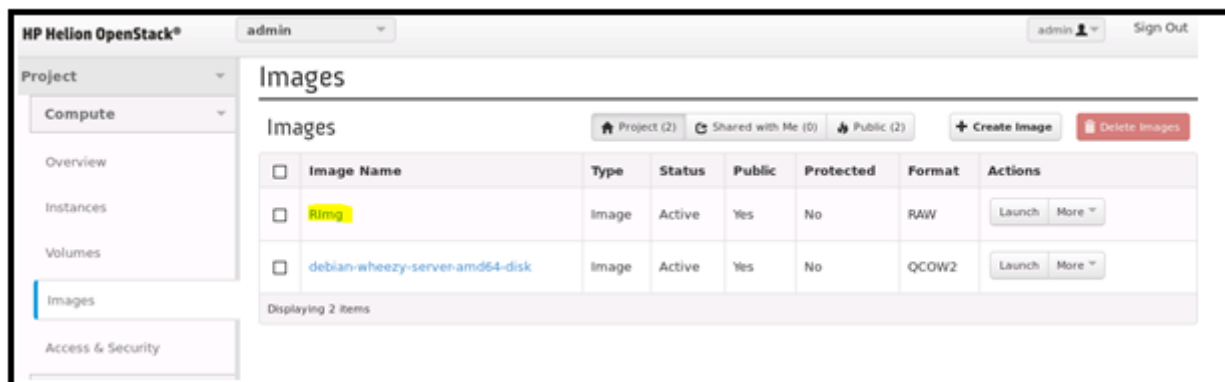 HP Helion OpenStack® admin admin Sign Out
Project
Compute
Overview
Instances
Volumes
Images
Access & Security
Images
Images Project (2) Shared with Me (0) Public (2) Create Image Delete Images
Image Name Type Status Public Protected Format Actions
RImg Image Active Yes No RAW Launch More
debian-wheezy-server-amd64-disk Image Active Yes No QCOW2 Launch More
Displaying 2 items